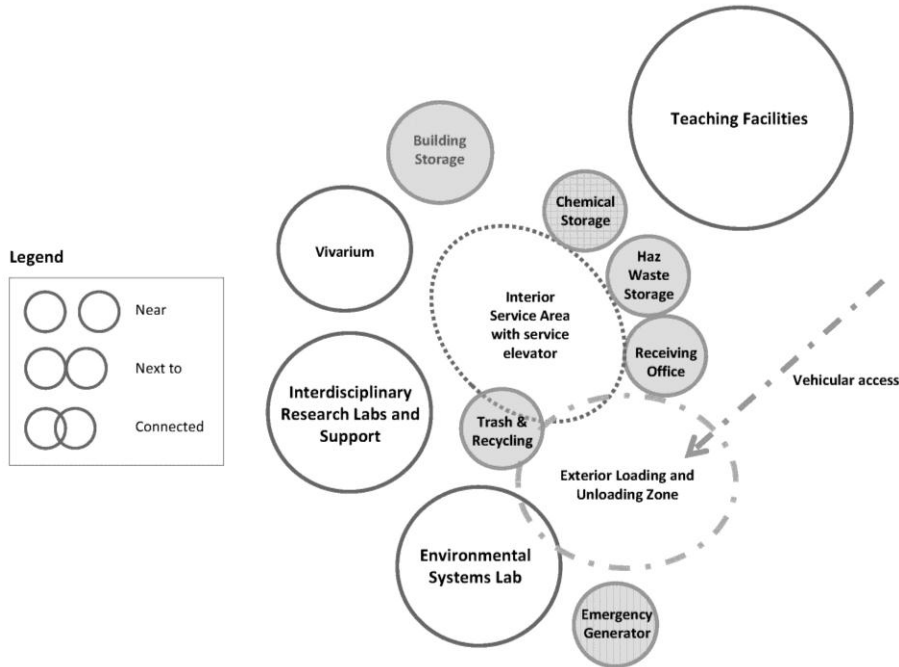 Teaching Facilities
Building
Storage
Chemical
Storage
Vivarium
Haz
Waste
Storage
Legend
Near
Next to
Connected
Interior
Service Area
with service
elevator
Receiving
Office
Vehicular access
Interdisciplinary
Research Labs and
Support
Trash &
Recycling
Exterior Loading and
Unloading Zone
Environmental
Systems Lab
Emergency
Generator